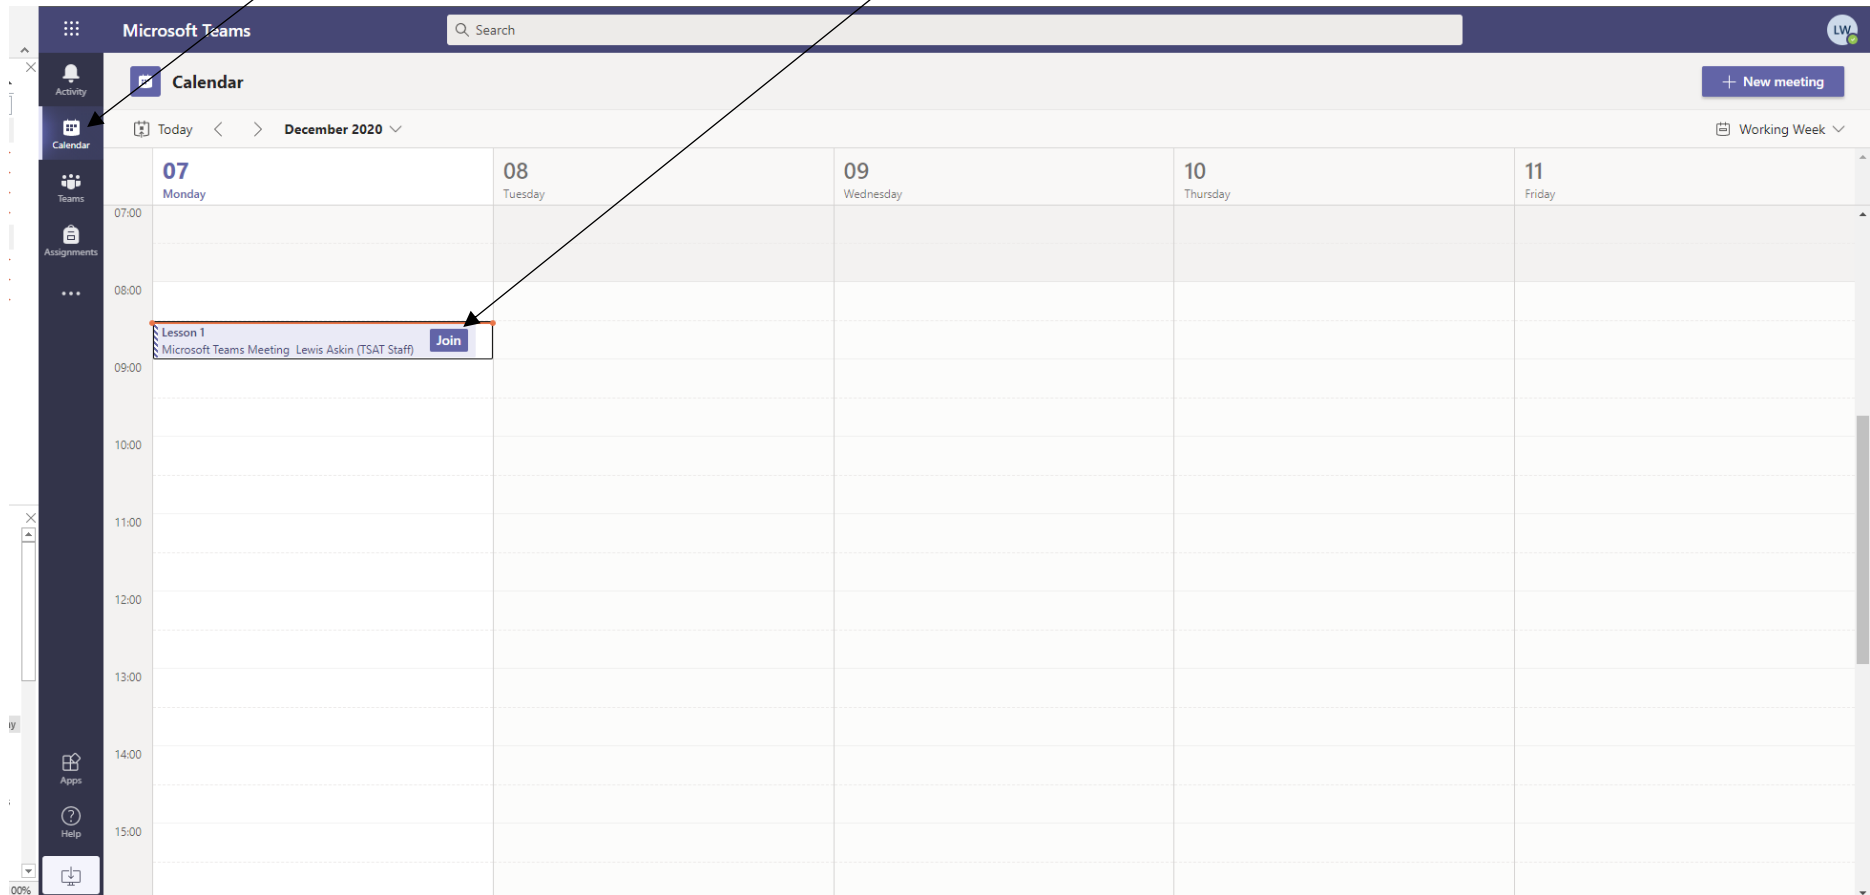 Microsoft Teams
Search
LW
Activity
Calendar
New meeting
Calendar
Today
December 2020
Working Week
07
08
09
10
11
Monday
Tuesday
Wednesday
Thursday
Friday
Teams
07:00
Assignments
08:00
Lesson 1
Join
Microsoft Teams Meeting Lewis Askin (TSAT Staff)
09:00
10:00
11:00
12:00
13:00
14:00
Apps
15:00
Help
00%